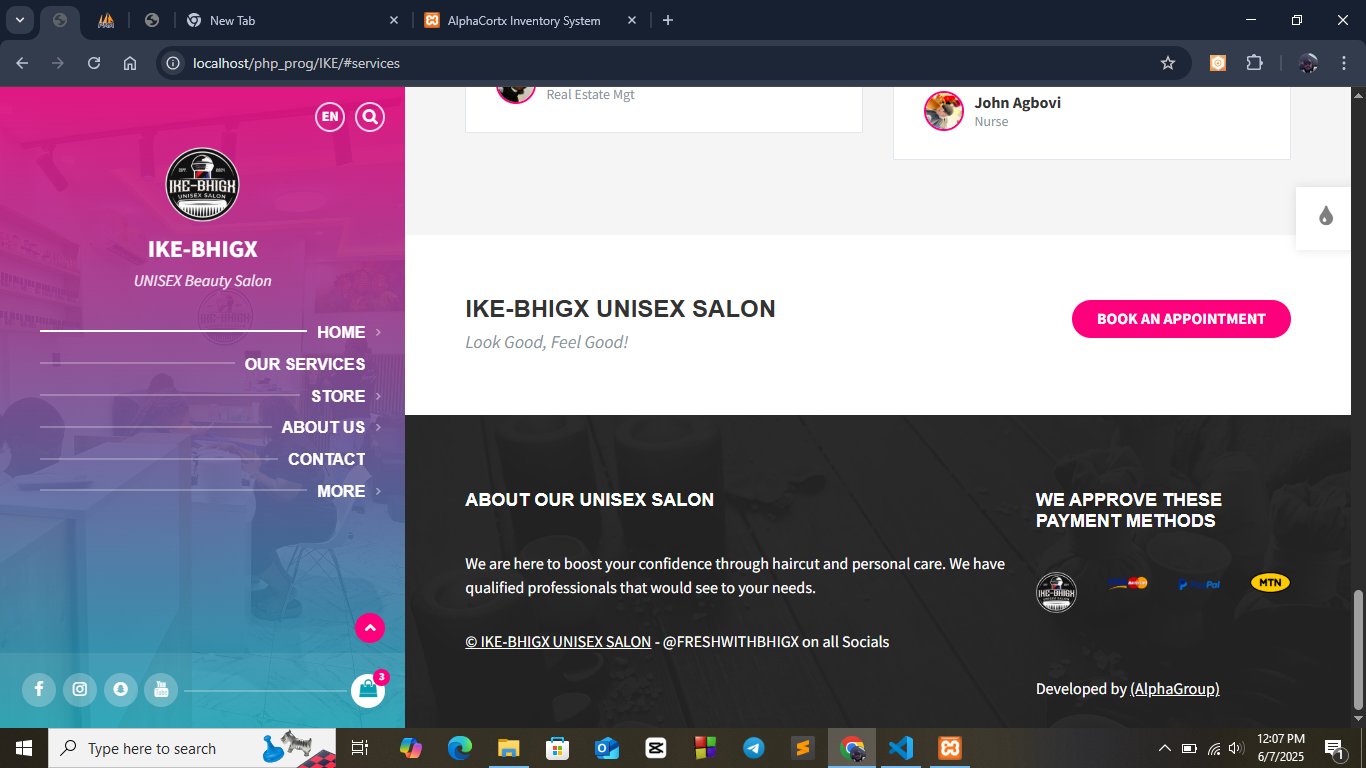 New Tab
AlphaCortx Inventory System
localhost/php_prog/IKE/#services
EN
IKE-BHIGX
UNISEX SALON
IKE-BHIGX
UNISEX Beauty Salon
HOME
OUR SERVICES
STORE
ABOUT US
CONTACT
MORE
3
Real Estate Mgt
John Agbovi
Nurse
IKE-BHIGX UNISEX SALON
Look Good, Feel Good!
BOOK AN APPOINTMENT
ABOUT OUR UNISEX SALON
We are here to boost your confidence through haircut and personal care. We have
qualified professionals that would see to your needs.
© IKE-BHIGX UNISEX SALON - @FRESHWITHBHIGX on all Socials
WE APPROVE THESE
PAYMENT METHODS
IKE-BHIGX
PayPal
MTN
Developed by (AlphaGroup)
Type here to search
12:07 PM
6/7/2025
1